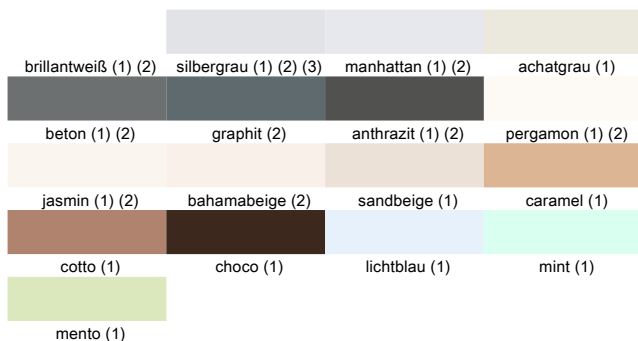 brillantweiß (1) (2) silbergrau (1) (2) (3) manhattan (1) (2) achatgrau (1)
beton (1) (2) graphit (2) anthrazit (1) (2) pergamon (1) (2)
jasmin (1) (2) bahamabeige (2) sandbeige (1) caramel (1)
cotto (1) choco (1) lichtblau (1) mint (1)
mento (1)